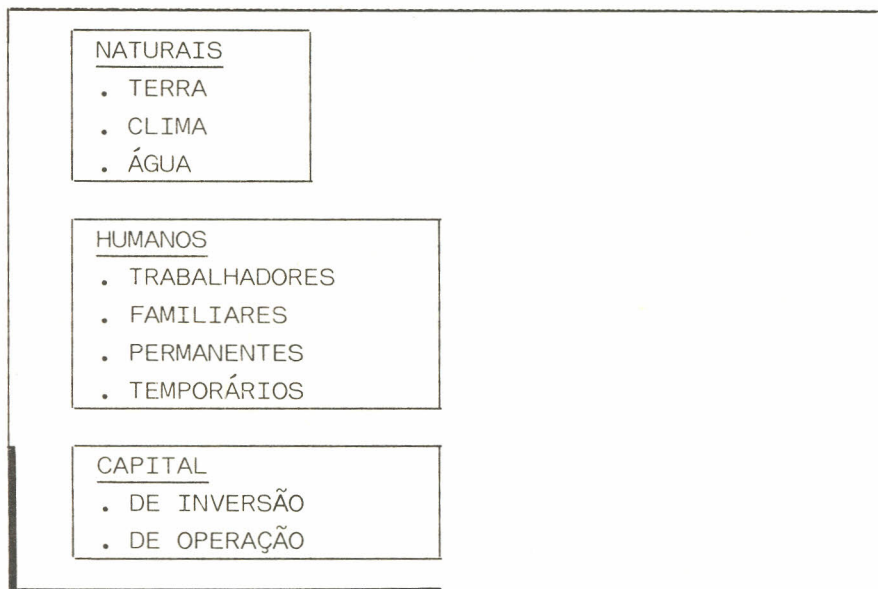 NATURAIS
. TERRA
. CLIMA
. ÁGUA
HUMANOS
. TRABALHADORES
. FAMILIARES
. PERMANENTES
. TEMPORÁRIOS
CAPITAL
. DE INVERSÃO
. DE OPERAÇÃO